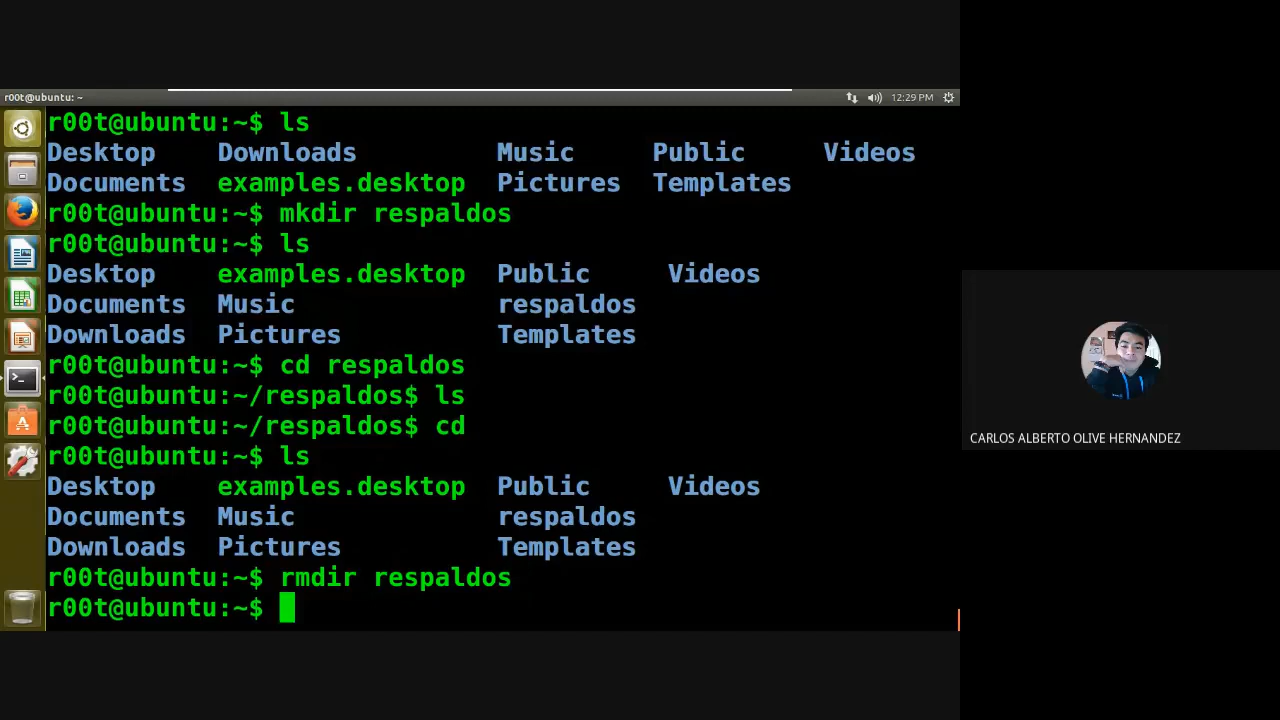 r00t@ubuntu: ~
12:29 PM
r00t@ubuntu:~$ ls
Desktop Downloads Music Public Videos
Documents examples.desktop Pictures Templates
r00t@ubuntu:~$ mkdir respaldos
r00t@ubuntu:~$ ls
Desktop examples.desktop Public Videos
Documents Music respaldos
Downloads Pictures Templates
r00t@ubuntu:~$ cd respaldos
r00t@ubuntu:~/respaldos$ ls
r00t@ubuntu:~/respaldos$ cd
r00t@ubuntu:~$ ls
Desktop examples.desktop Public Videos
Documents Music respaldos
Downloads Pictures Templates
r00t@ubuntu:~$ rmdir respaldos
r00t@ubuntu:~$
CARLOS ALBERTO OLIVE HERNANDEZ